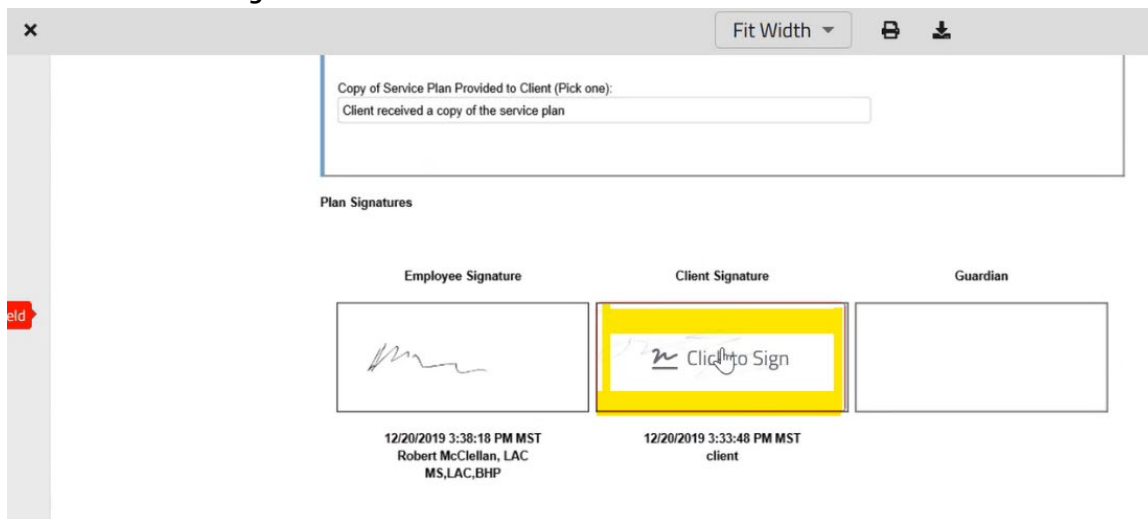 Fit Width
Copy of Service Plan Provided to Client (Pick one):
Client received a copy of the service plan
Plan Signatures
Employee Signature Client Signature Guardian
eld
Click to Sign
12/20/2019 3:38:18 PM MST 12/20/2019 3:33:48 PM MST
Robert McClellan, LAC client
MS,LAC,BHP